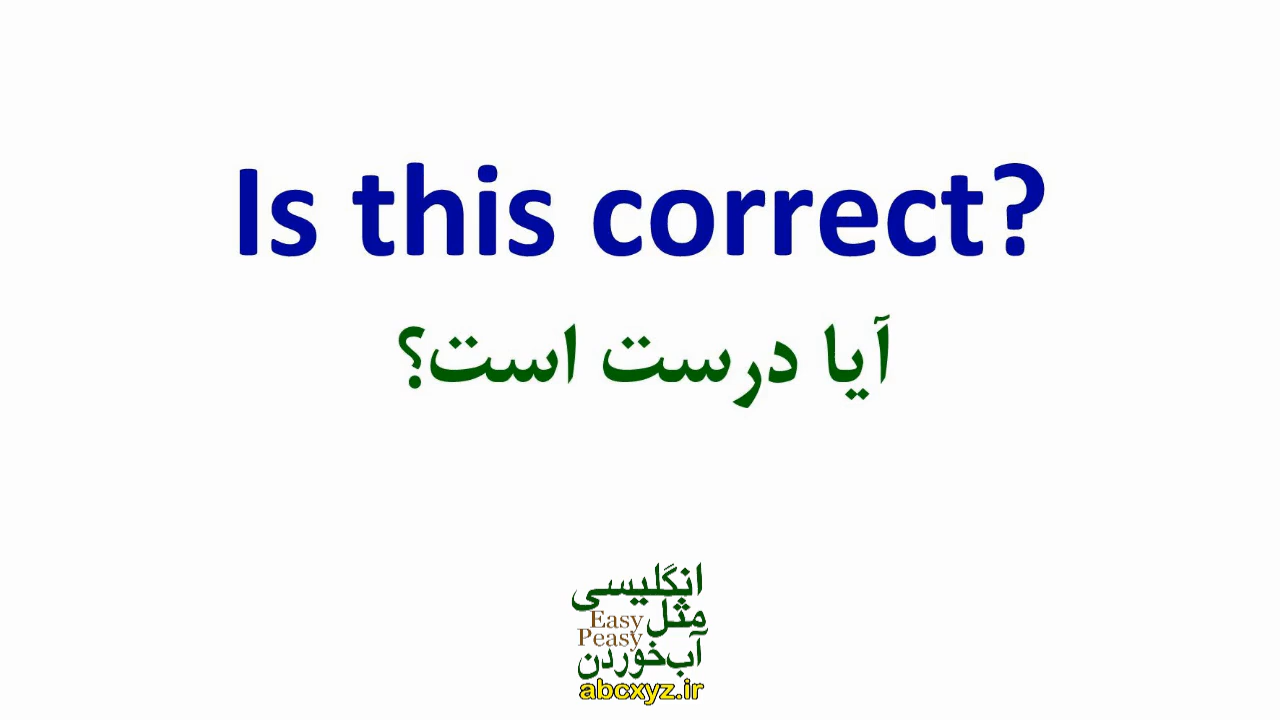 Is this correct?
آیا درست است؟
انگلیسی
مثل
Easy
Peasy
آب‌خوردن
abcxyz.ir